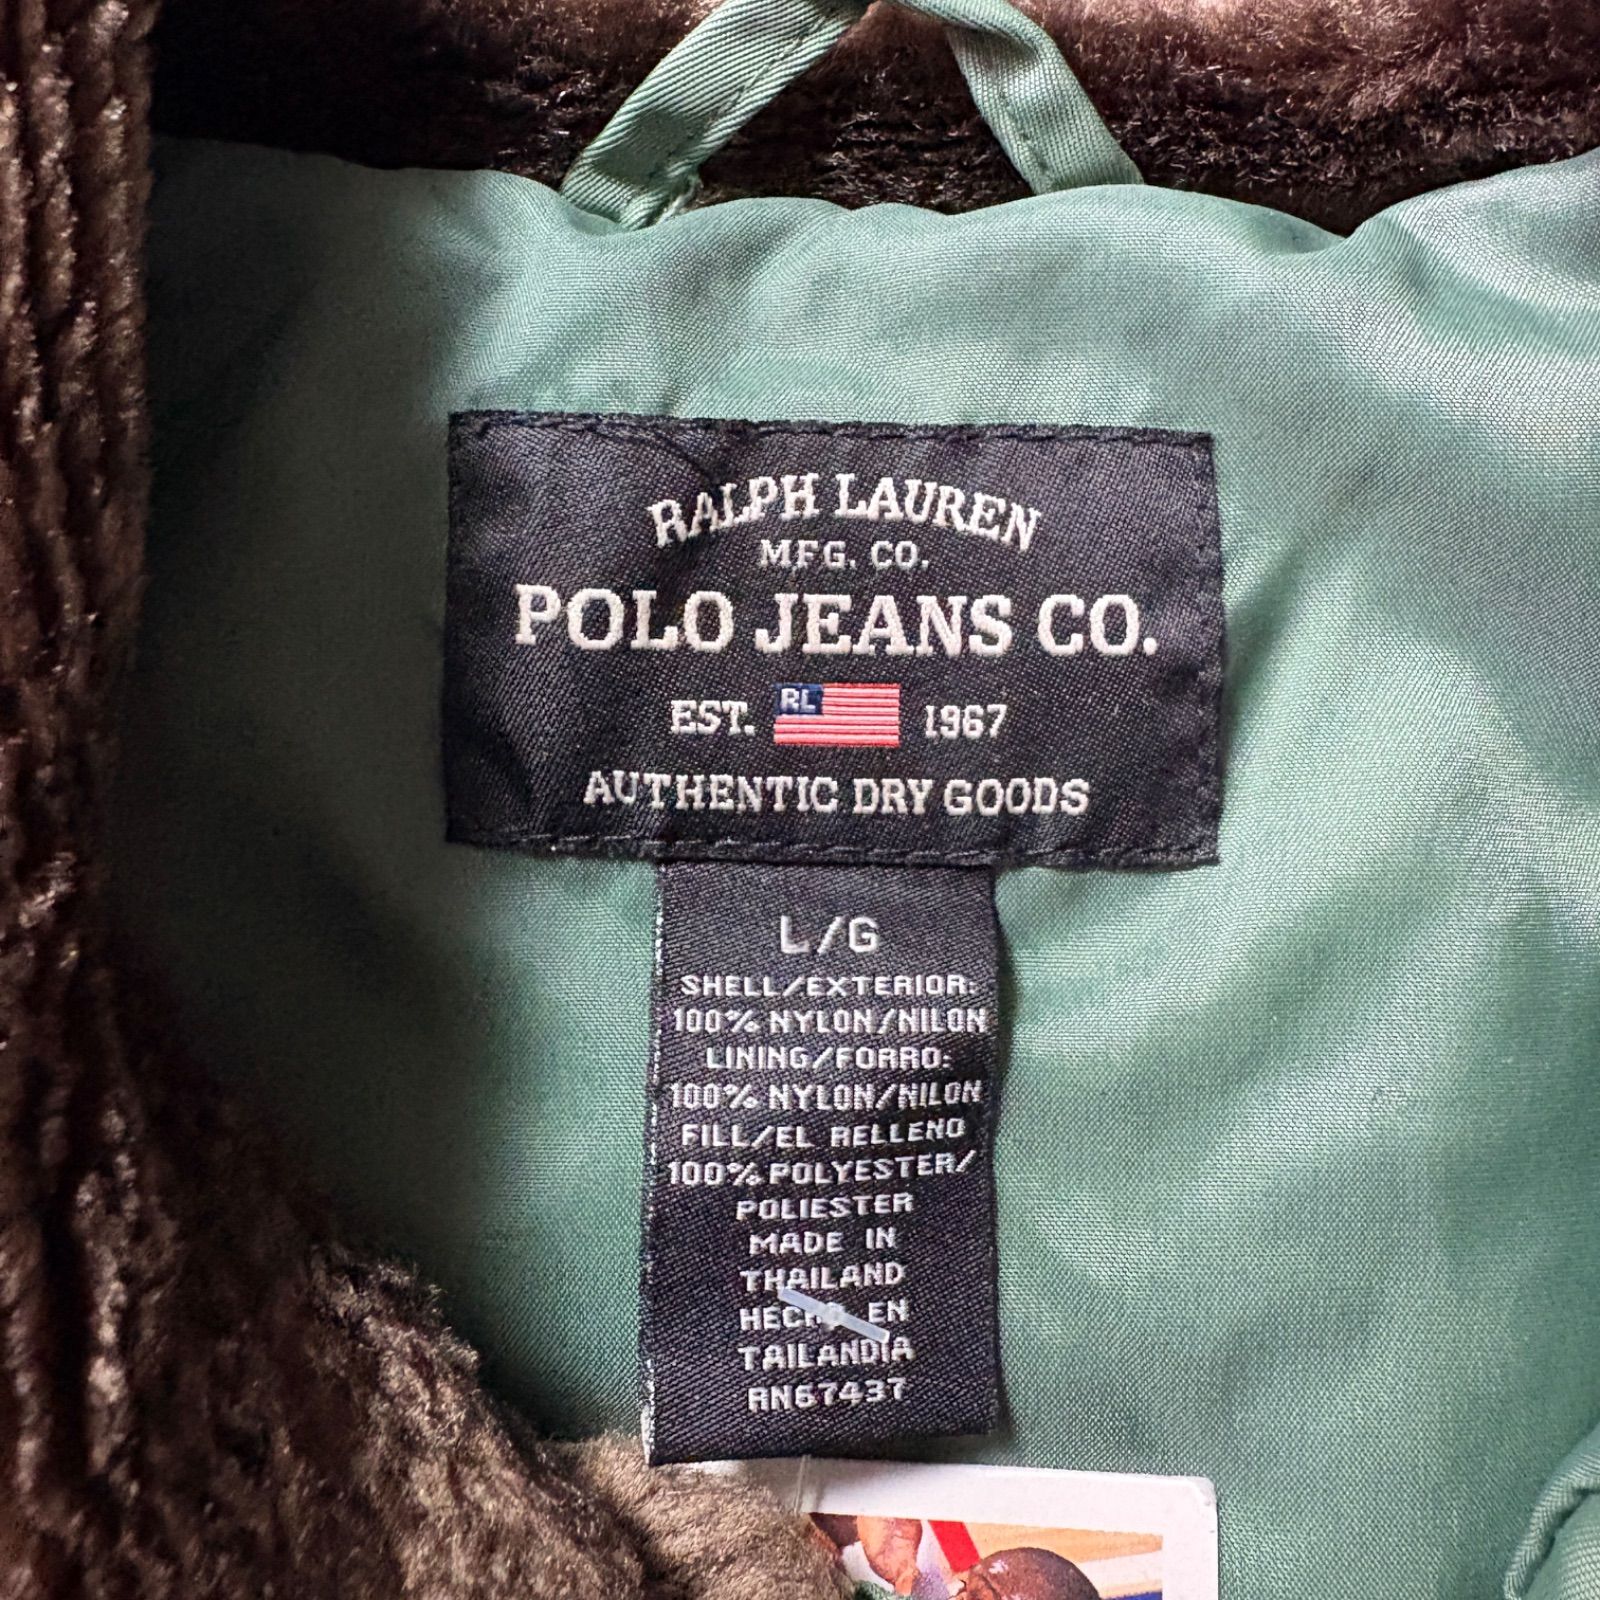 RALPH LAUREN
MFG. CO.
POLO JEANS CO.
EST. RL 1967
AUTHENTIC DRY GOODS
L/G
SHELL/EXTERIOR:
100% NYLON/NILON
LINING/FORRO:
100% NYLON/NILON
FILL/EL RELLENO
100% POLYESTER/
POLIESTER
MADE IN
THAILAND
HECHO EN
TAILANDIA
RN67437